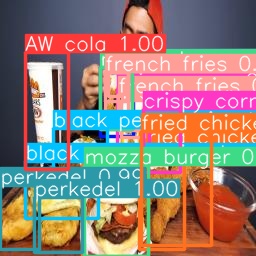 AW cola 1.00
french fries 0.
french fries 0.
crispy corn
black pe
fried chicke
fried chicke
black
mozza burger 0
perkedel 0.99
perkedel 1.00